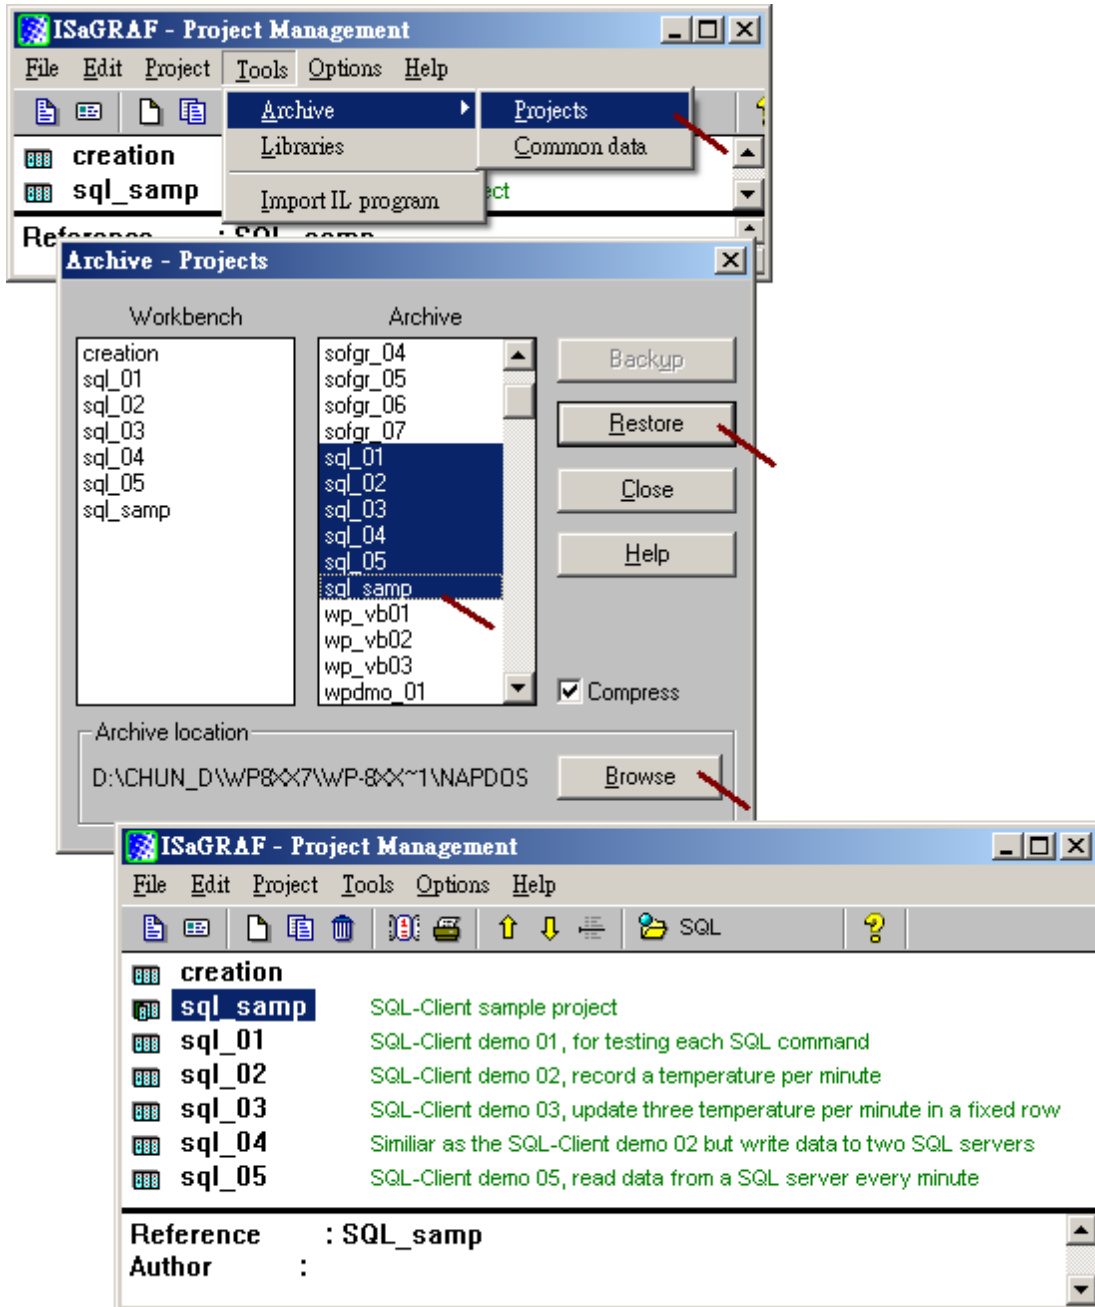 ISaGRAF - Project Management
File Edit Project Tools Options Help
Archive
Projects
Libraries
Common data
Import IL program
creation
sql_samp ect
Reference : SQL_samp
Archive - Projects
Workbench
Archive
creation
sql_01
sql_02
sql_03
sql_04
sql_05
sql_samp
sofgr_04
sofgr_05
sofgr_06
sofgr_07
sql_01
sql_02
sql_03
sql_04
sql_05
sql_samp
wp_vb01
wp_vb02
wp_vb03
wpdmo_01
Backup
Restore
Close
Help
Compress
Archive location
D:\CHUN_D\WP8XX7\WP-8XX~1\NAPDOS
Browse
ISaGRAF - Project Management
File Edit Project Tools Options Help
SQL
creation
sql_samp SQL-Client sample project
sql_01 SQL-Client demo 01, for testing each SQL command
sql_02 SQL-Client demo 02, record a temperature per minute
sql_03 SQL-Client demo 03, update three temperature per minute in a fixed row
sql_04 Similiar as the SQL-Client demo 02 but write data to two SQL servers
sql_05 SQL-Client demo 05, read data from a SQL server every minute
Reference : SQL_samp
Author :